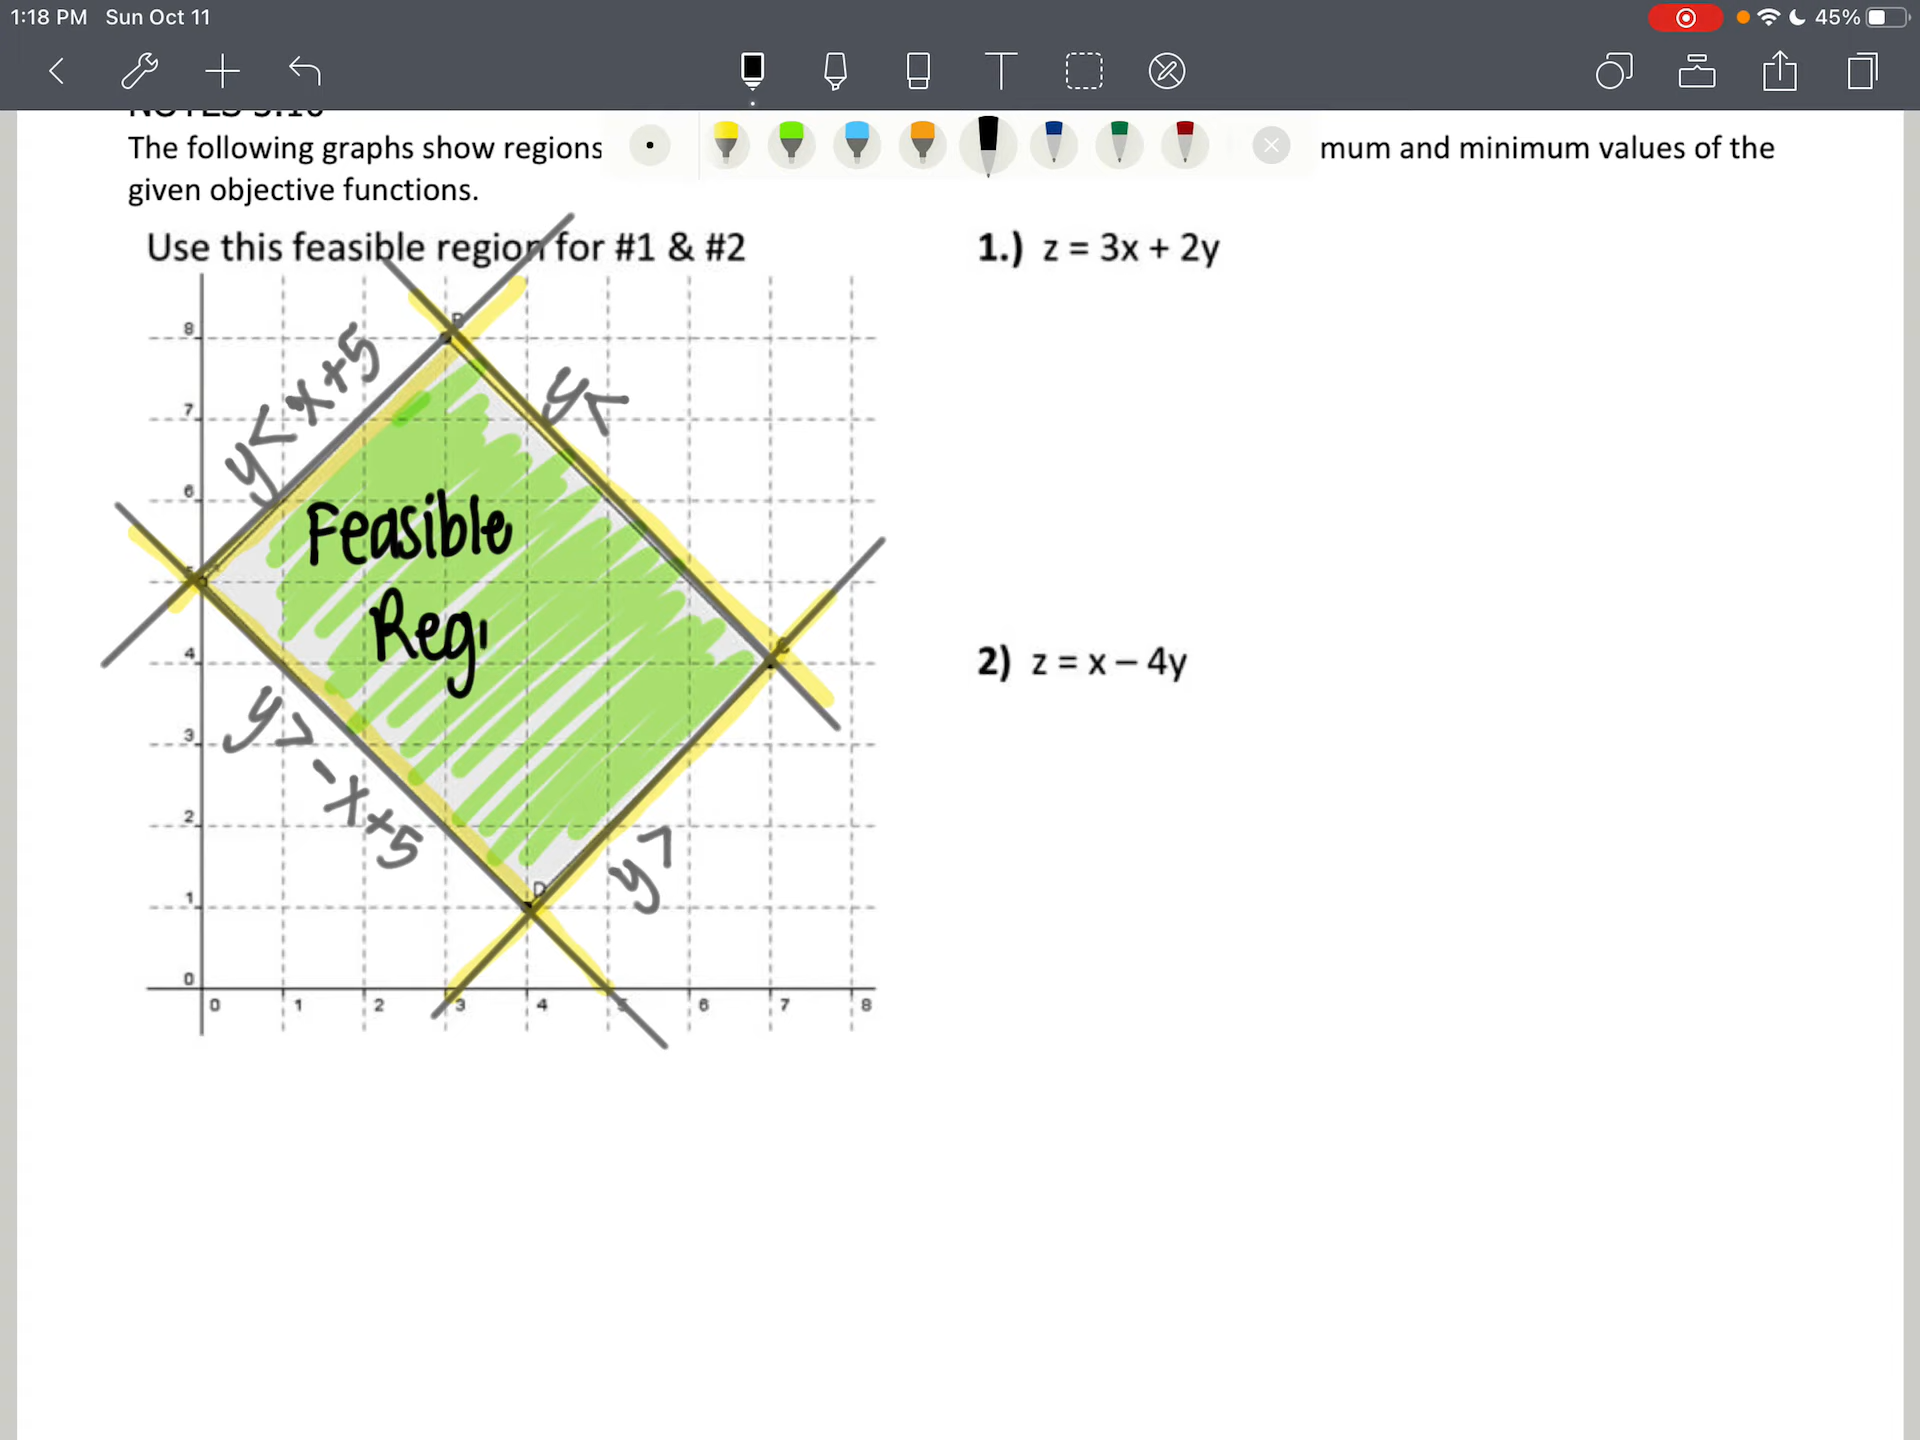 1:18 PM Sun Oct 11
45%
The following graphs show regions
mum and minimum values of the
given objective functions.
Use this feasible region for #1 & #2
1.) z = 3x + 2y
2) z = x – 4y
8
7
6
4
3
2
1
0
0 1 2 3 4 5 6 7 8
D
y< x+5
y<
Feasible
Regi
y> -x+5
y>